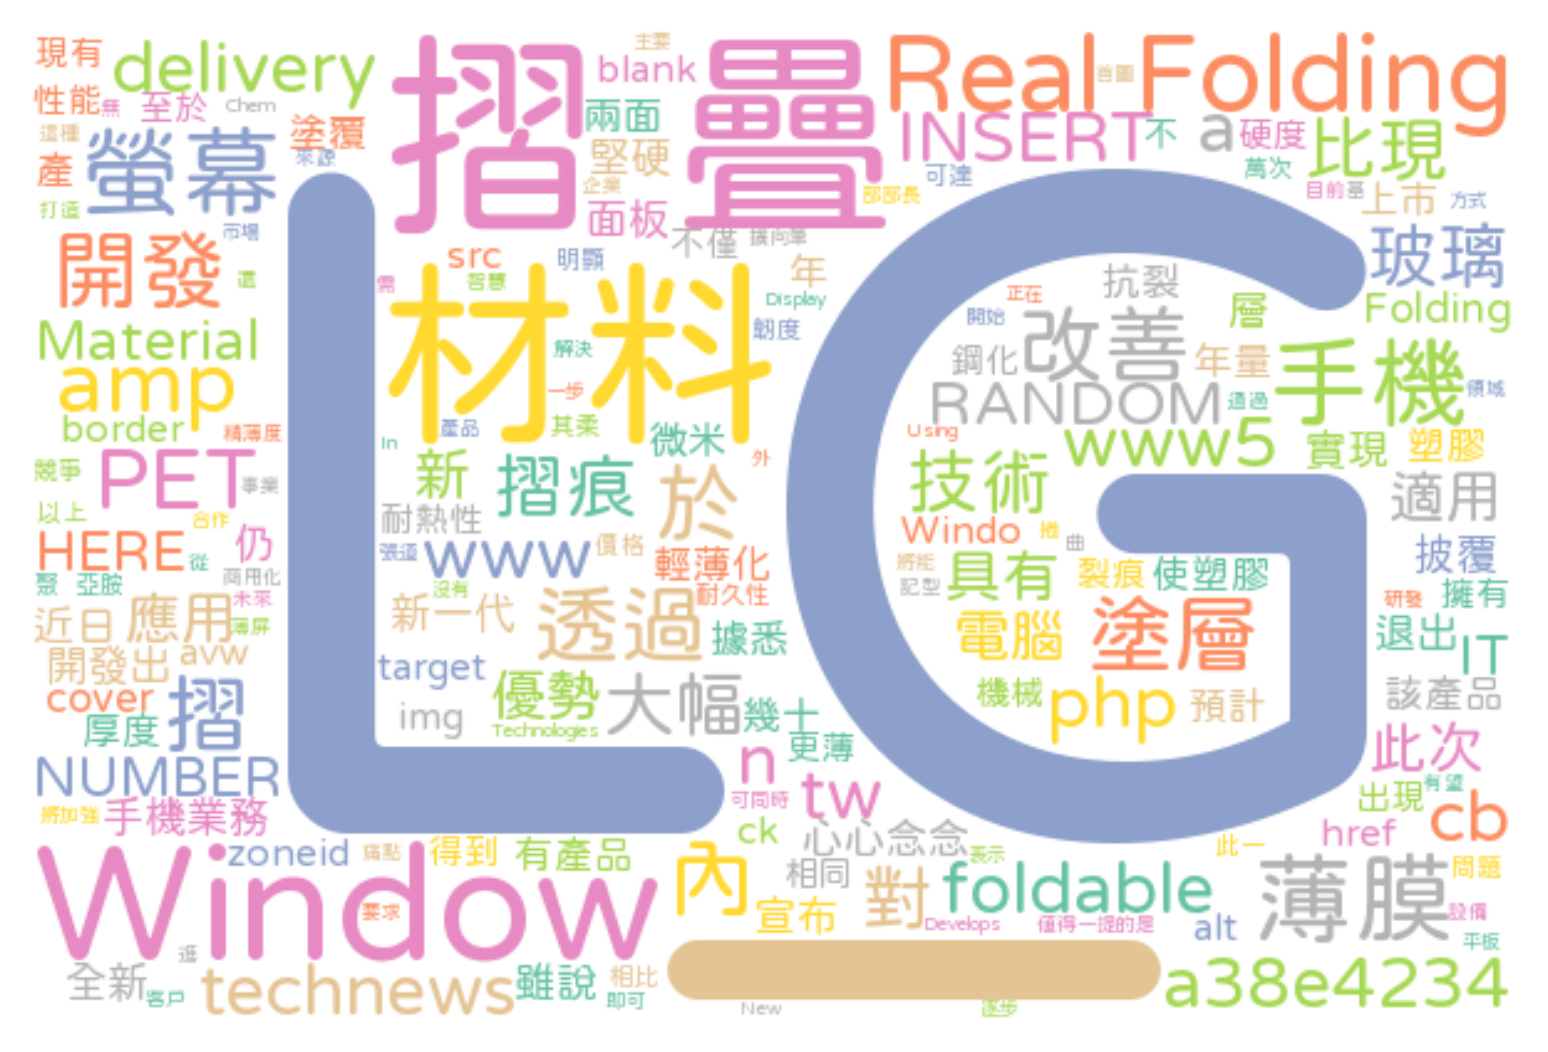 現有 delivery 摺疊 主要 blank Real-Folding 首圖
性能 無 至於 Chem 兩面 INSERT 不 a 硬度 比現
這種 螢幕 塗覆 來源 堅硬 企業 可達 萬次
產 打造 面板 部部長 目前 基 上市 方式
市場 不僅 橫向筆 玻璃
開發 還 src 明顯 年 抗裂
需 智慧 Display 正在 層 Folding
Material 材料 解決 韌度 開始 改善
amp 一步 鋼化 年量 手機 領域
border 精薄度 In 產品 其柔 微米 RANDOM 通過
競爭 PET 事業 新 摺痕 外 於 Using www5 實現 塑膠
以上 合作 耐熱性 技術 適用
HERE 從 仍 張道 www 價格 輕薄化 Windo 捲 曲 披覆
聚 亞胺 商用化 沒有 耐久性 將能 記型 具有 裂痕 使塑膠 擁有
近日 應用 未來 薄屏 新一代 透過 據悉 電腦 塗層 研發 退出
開發出 avw target IT
cover 摺 優勢 大幅 幾十 機械 php 預計 該產品
厚度 img Technologies 更薄 此次
NUMBER n 可同時 tw 有望
將加強 手機業務 ck 心心念念 出現 cb
LG
zoneid 痛點 得到 有產品 內 相同 表示 此一 href
Window 要求 宣布 對 foldable 薄膜 問題
進 Develops 值得一提的是 alt 設備 平板
全新 客戶 technews 雖說 相比 即可 _ a38e4234
New 逐步